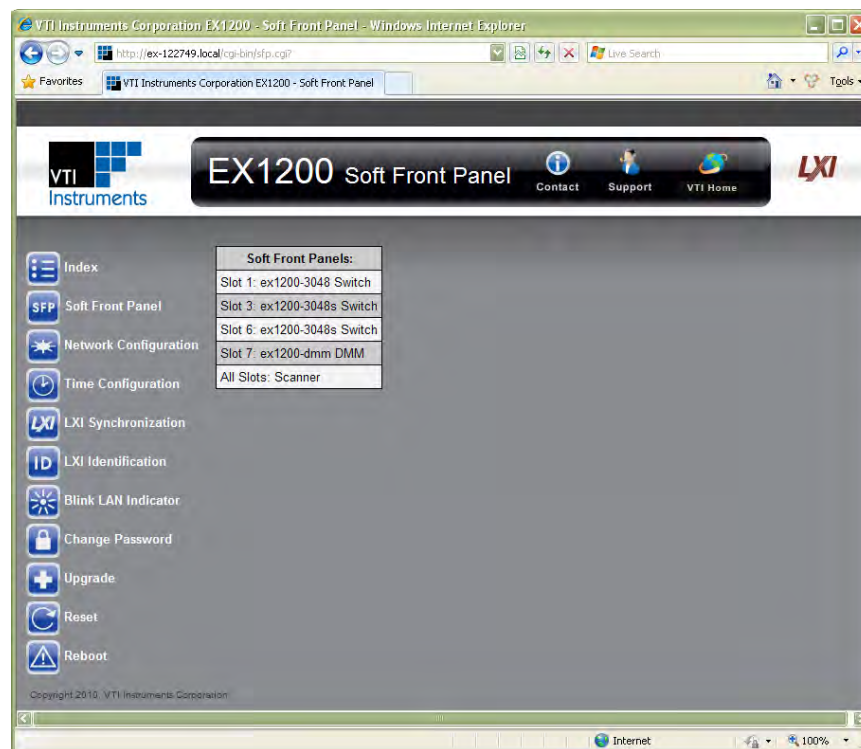 VTI Instruments Corporation EX1200 - Soft Front Panel - Windows Internet Explorer
http://ex-122749.local/cgi-bin/sfp.cgi?
Live Search
Favorites
VTI Instruments Corporation EX1200 - Soft Front Panel
Tools
VTI
Instruments
EX1200 Soft Front Panel
Contact
Support
VTI Home
LXI
Index
SFP Soft Front Panel
Network Configuration
Time Configuration
LXI LXI Synchronization
ID LXI Identification
Blink LAN Indicator
Change Password
Upgrade
Reset
Reboot
Soft Front Panels:
Slot 1: ex1200-3048 Switch
Slot 3: ex1200-3048s Switch
Slot 6: ex1200-3048s Switch
Slot 7: ex1200-dmm DMM
All Slots: Scanner
Copyright 2010, VTI Instruments Corporation
Internet
100%